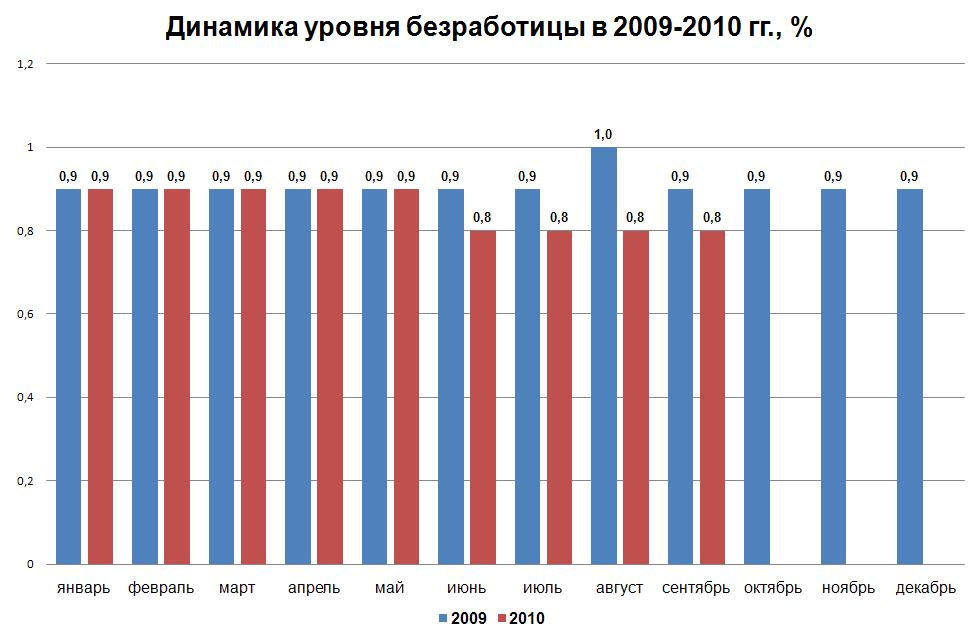 Динамика уровня безработицы в 2009-2010 гг., %
1,2
1
0,8
0,6
0,4
0,2
0
0,9 0,9 0,9 0,9 0,9 0,9 0,9 0,9 0,9 0,9 0,9 0,8 0,9 0,8 1,0 0,8 0,9 0,8 0,9 0,9 0,9
январь февраль март апрель май июнь июль август сентябрь октябрь ноябрь декабрь
2009 2010